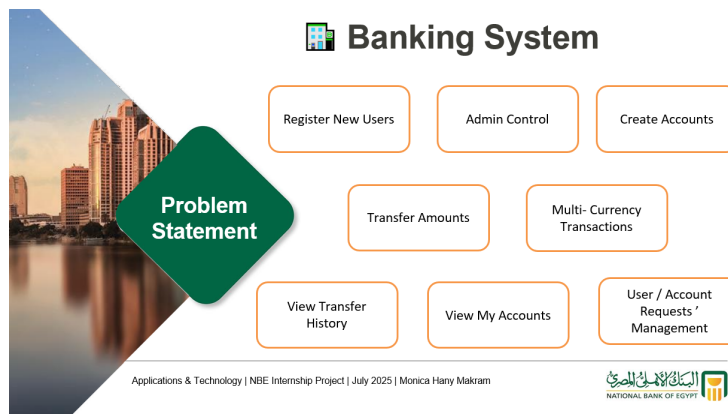 Banking System
Register New Users
Admin Control
Create Accounts
Problem
Statement
Transfer Amounts
Multi- Currency
Transactions
View Transfer
History
View My Accounts
User / Account
Requests ’
Management
Applications & Technology | NBE Internship Project | July 2025 | Monica Hany Makram
البنك الأهلي المصري
NATIONAL BANK OF EGYPT